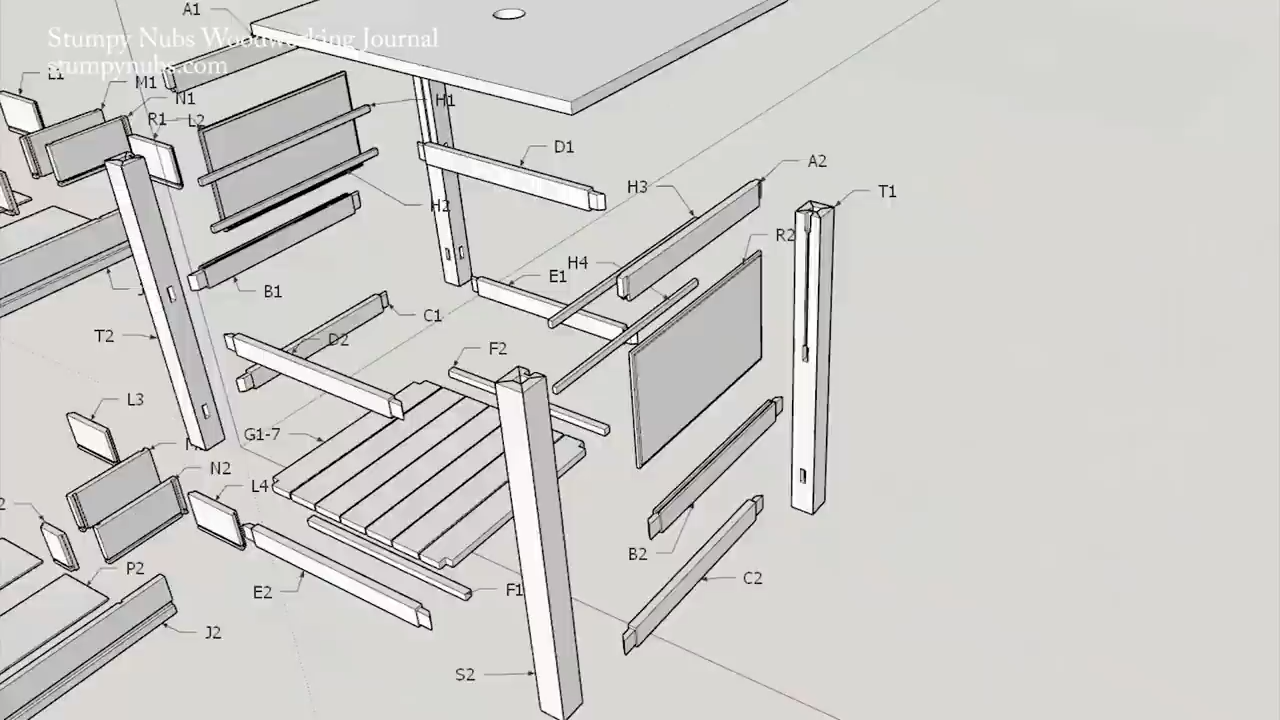 A1
Stumpy Nubs Woodworking Journal
stumpynubs.com
L1
M1
N1
H1
R1
L2
D1
A2
H3
T1
H2
R2
H4
E1
B1
C1
T2
D2
F2
L3
G1-7
N2
L4
B2
P2
C2
E2
F1
J2
S2